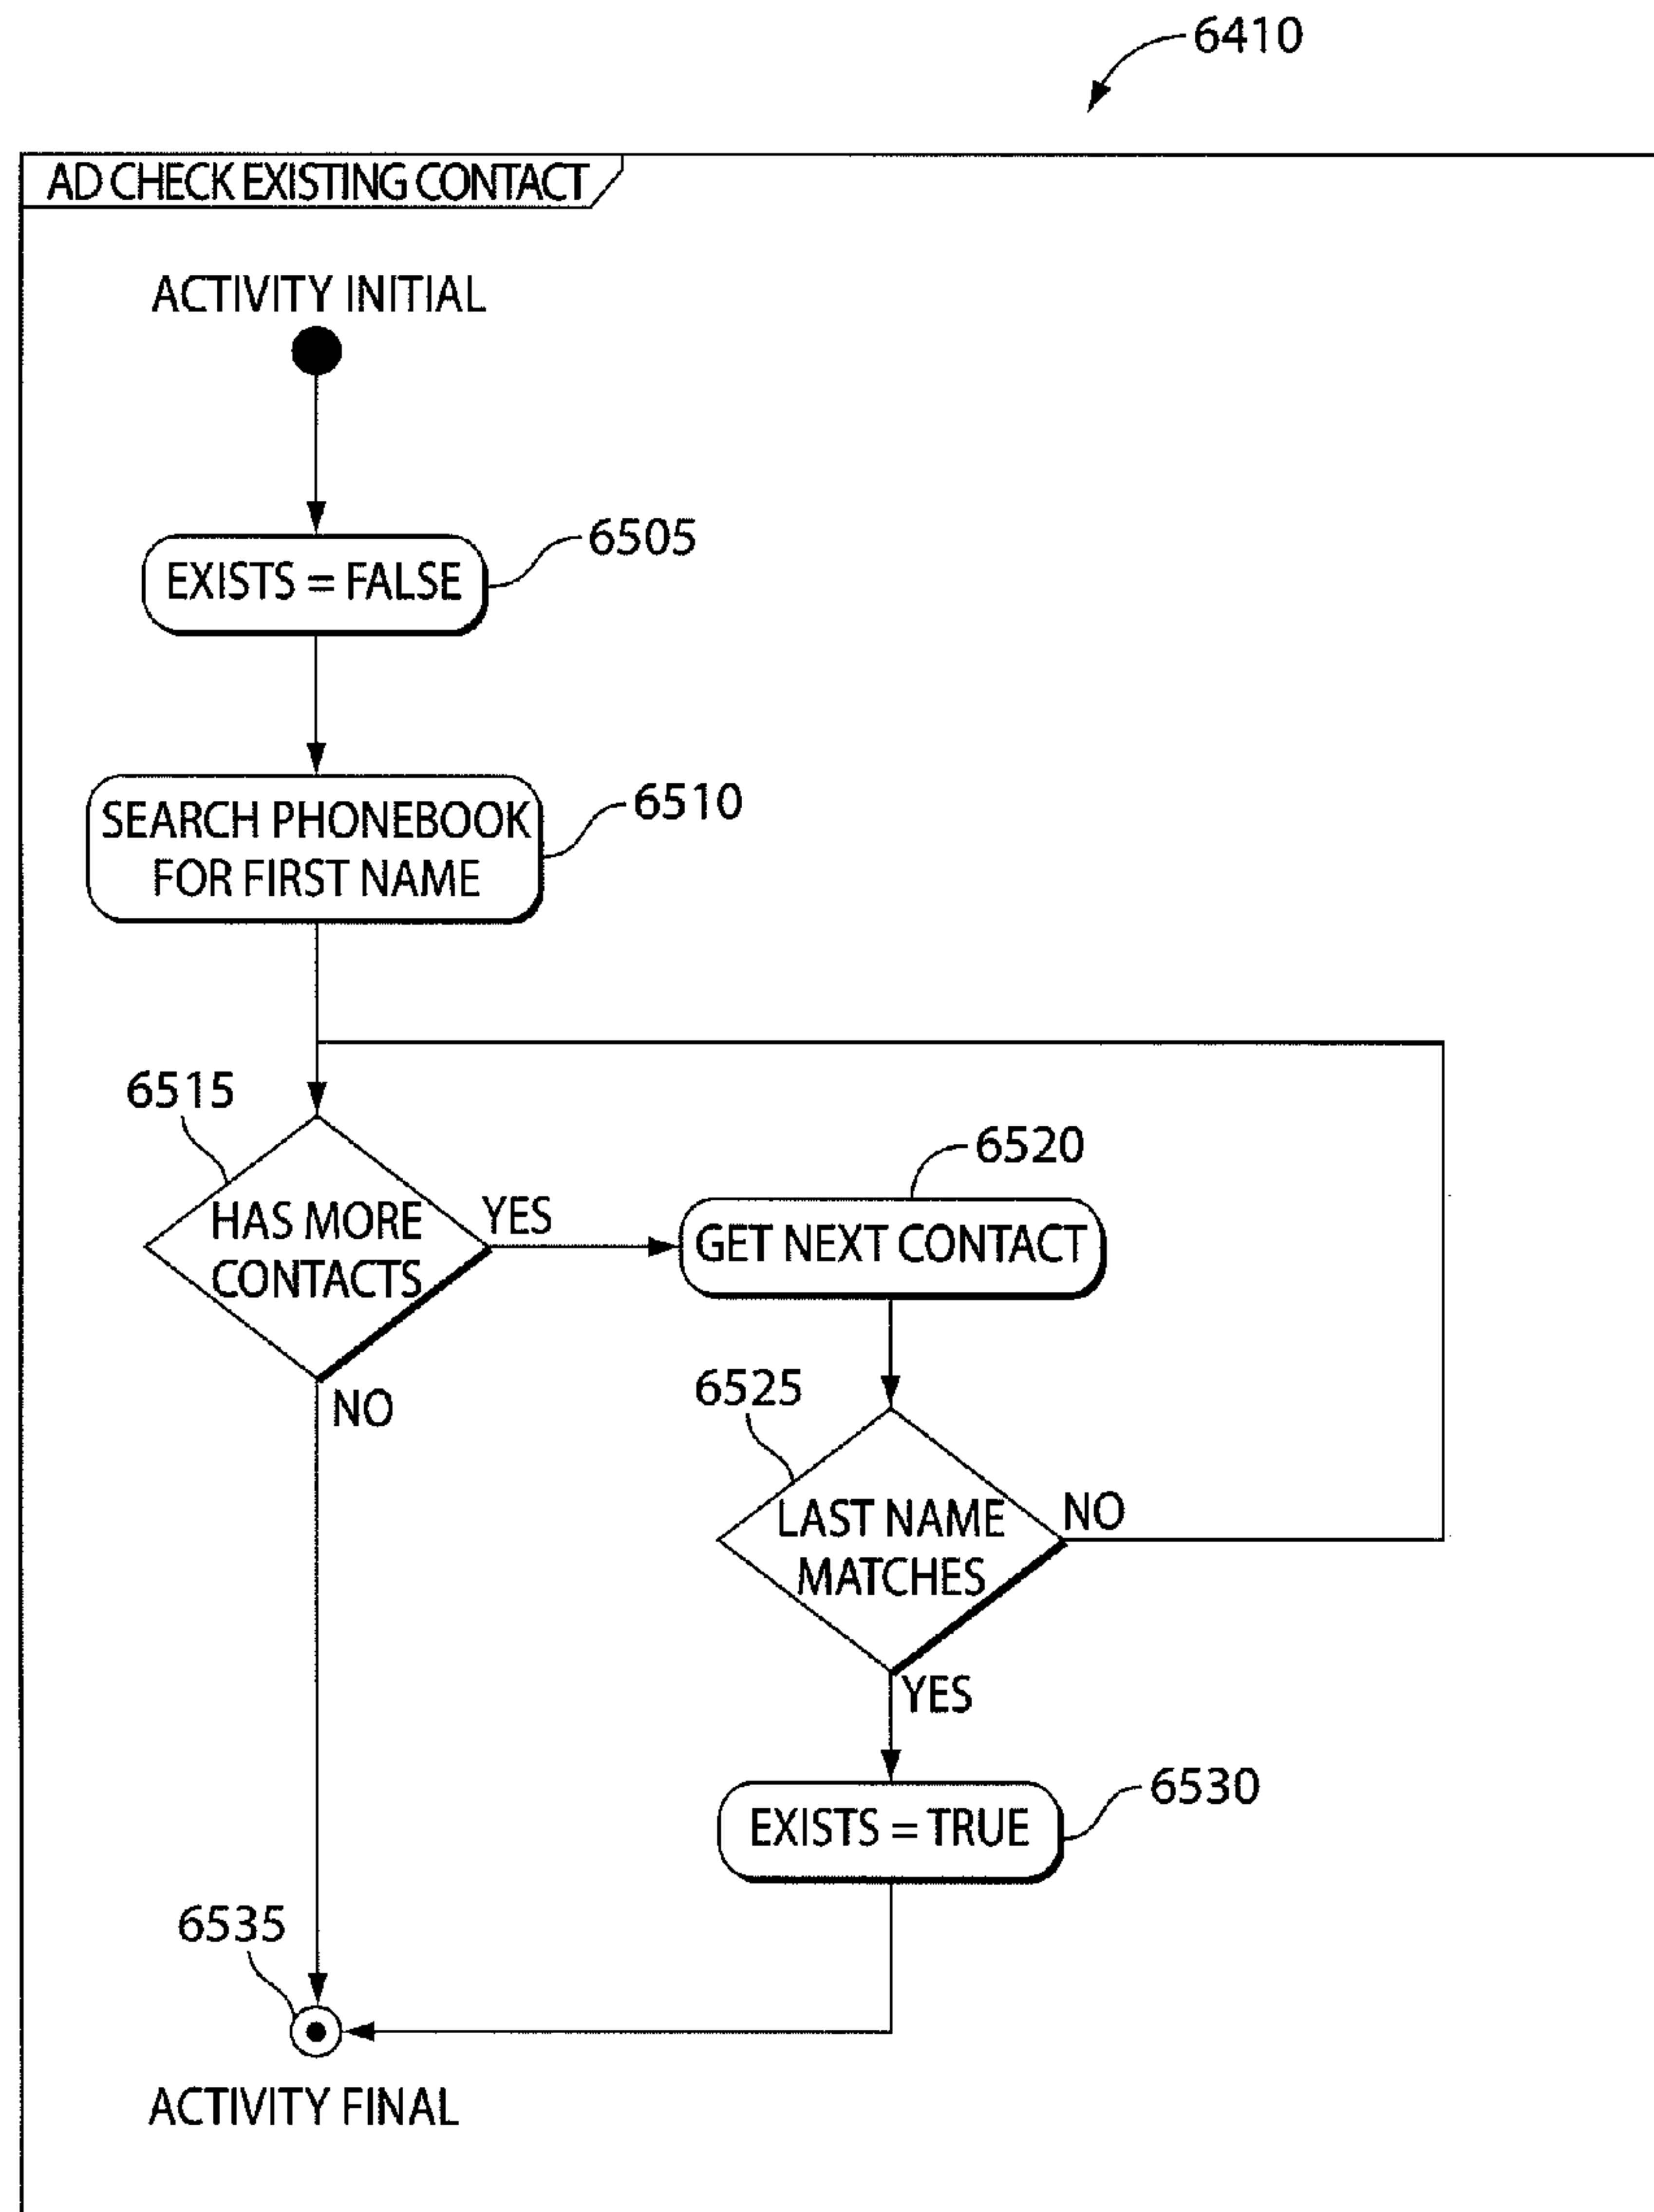 6410
AD CHECK EXISTING CONTACT
ACTIVITY INITIAL
6505
EXISTS = FALSE
6510
SEARCH PHONEBOOK
FOR FIRST NAME
6515
HAS MORE
CONTACTS
YES
NO
6520
GET NEXT CONTACT
6525
LAST NAME
MATCHES
NO
YES
6530
EXISTS = TRUE
6535
ACTIVITY FINAL